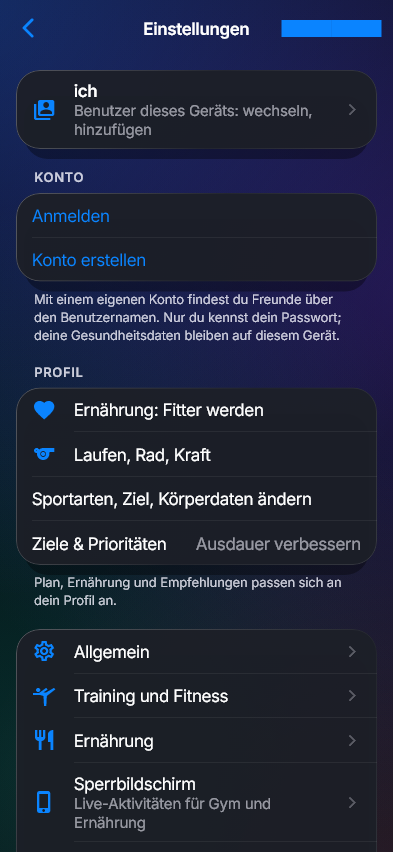 Einstellungen
ich
Benutzer dieses Geräts: wechseln,
hinzufügen
KONTO
Anmelden
Konto erstellen
Mit einem eigenen Konto findest du Freunde über
den Benutzernamen. Nur du kennst dein Passwort;
deine Gesundheitsdaten bleiben auf diesem Gerät.
PROFIL
Ernährung: Fitter werden
Laufen, Rad, Kraft
Sportarten, Ziel, Körperdaten ändern
Ziele & Prioritäten Ausdauer verbessern
Plan, Ernährung und Empfehlungen passen sich an
dein Profil an.
Allgemein
Training und Fitness
Ernährung
Sperrbildschirm
Live-Aktivitäten für Gym und
Ernährung